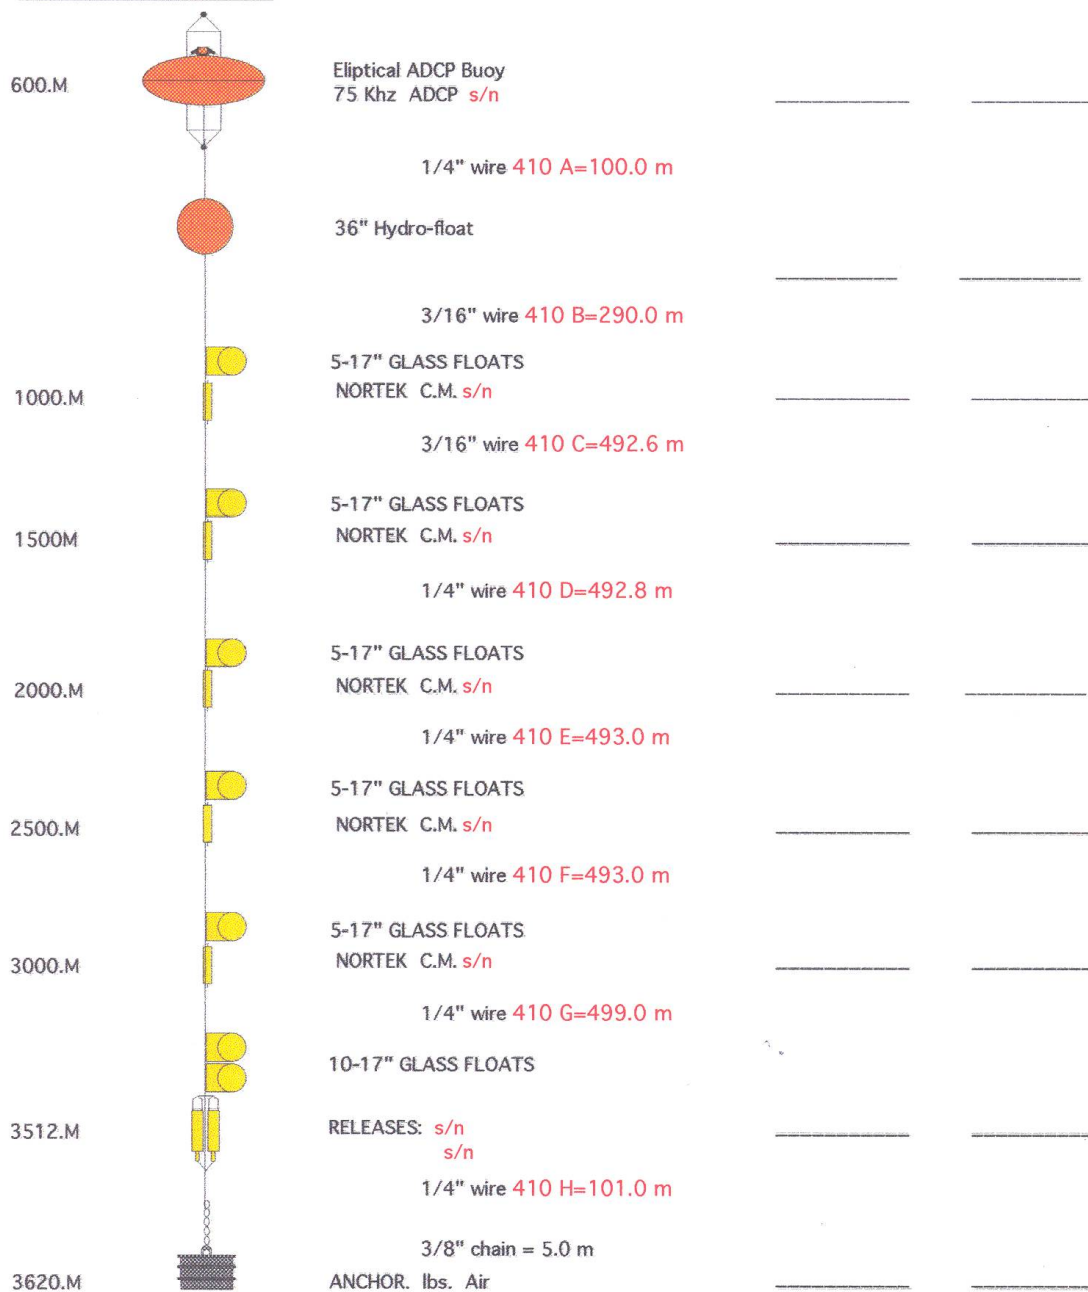 600.M
Eliptical ADCP Buoy
75 Khz ADCP s/n
1/4" wire 410 A=100.0 m
36" Hydro-float
3/16" wire 410 B=290.0 m
5-17" GLASS FLOATS
1000.M NORTEK C.M. s/n
3/16" wire 410 C=492.6 m
5-17" GLASS FLOATS
1500M NORTEK C.M. s/n
1/4" wire 410 D=492.8 m
5-17" GLASS FLOATS
2000.M NORTEK C.M. s/n
1/4" wire 410 E=493.0 m
5-17" GLASS FLOATS
2500.M NORTEK C.M. s/n
1/4" wire 410 F=493.0 m
5-17" GLASS FLOATS
3000.M NORTEK C.M. s/n
1/4" wire 410 G=499.0 m
10-17" GLASS FLOATS
3512.M RELEASES: s/n
s/n
1/4" wire 410 H=101.0 m
3/8" chain = 5.0 m
3620.M ANCHOR. lbs. Air